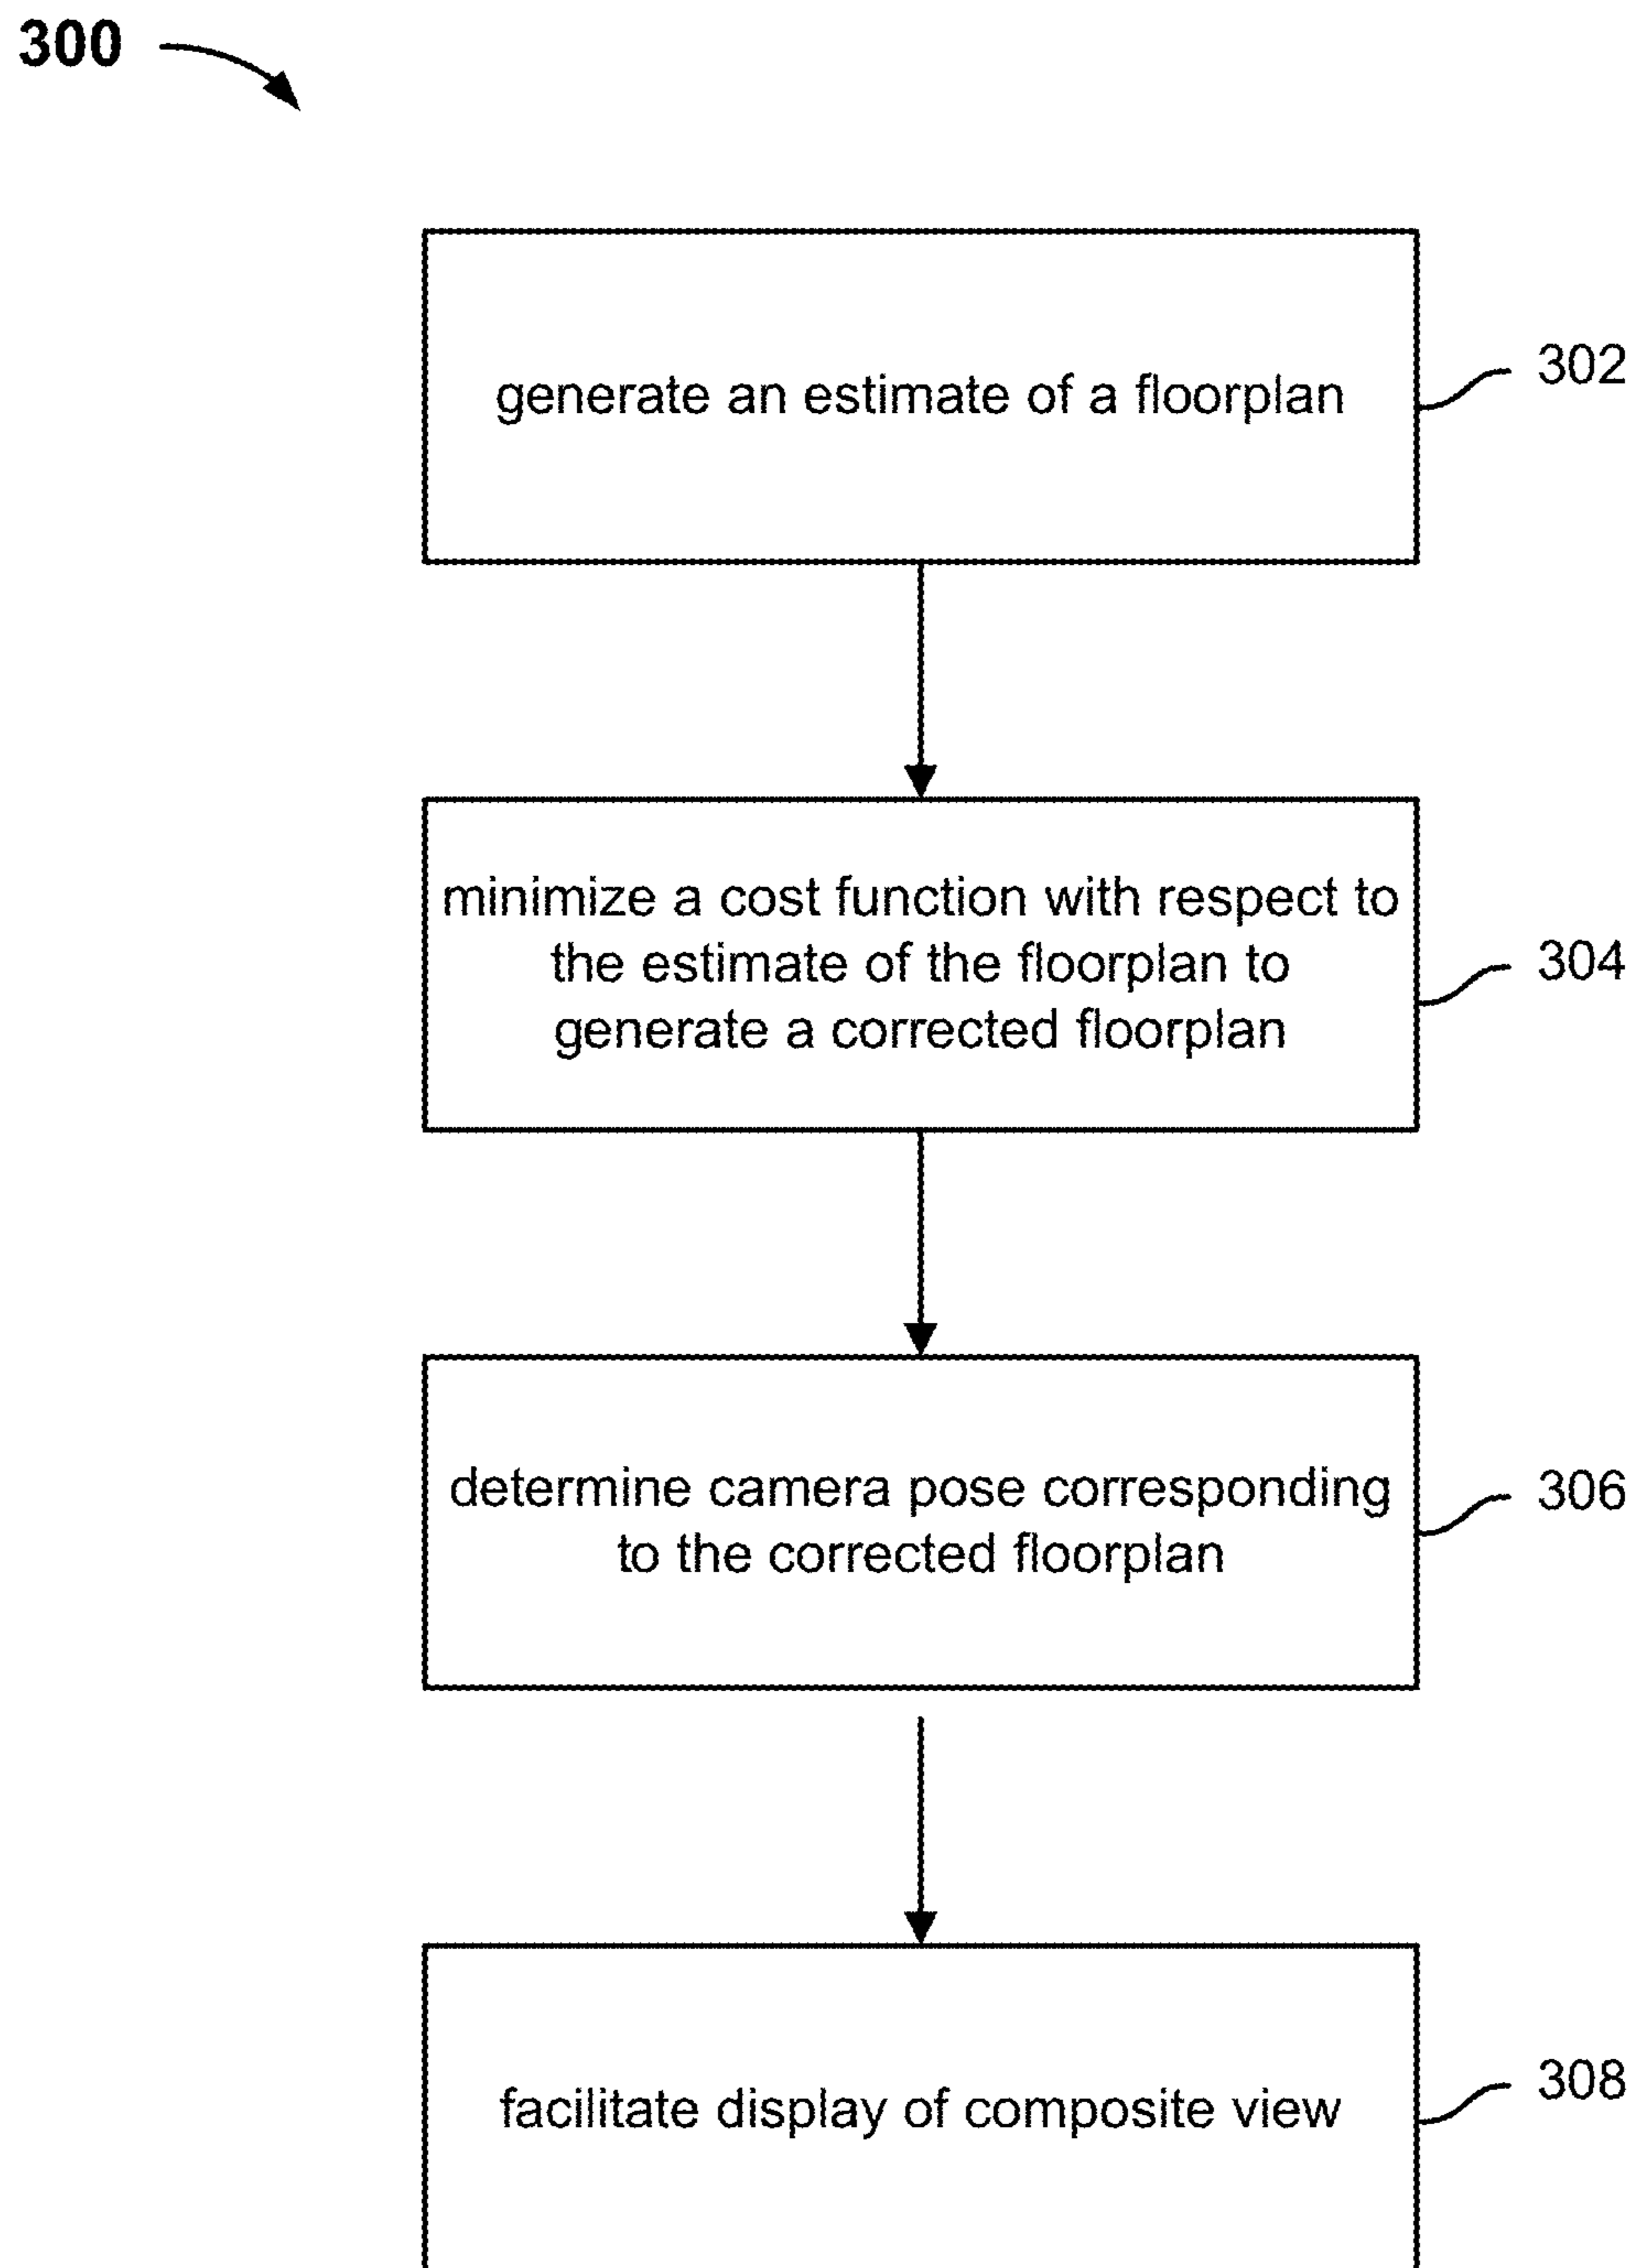 300
generate an estimate of a floorplan
302
minimize a cost function with respect to
the estimate of the floorplan to
generate a corrected floorplan
304
determine camera pose corresponding
to the corrected floorplan
306
facilitate display of composite view
308